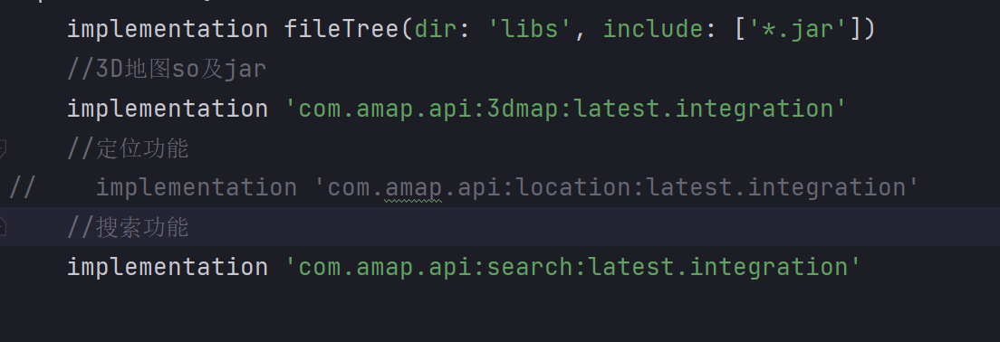 implementation fileTree(dir: 'libs', include: ['*.jar'])
//3D地图so及jar
implementation 'com.amap.api:3dmap:latest.integration'
//定位功能
//    implementation 'com.amap.api:location:latest.integration'
//搜索功能
implementation 'com.amap.api:search:latest.integration'